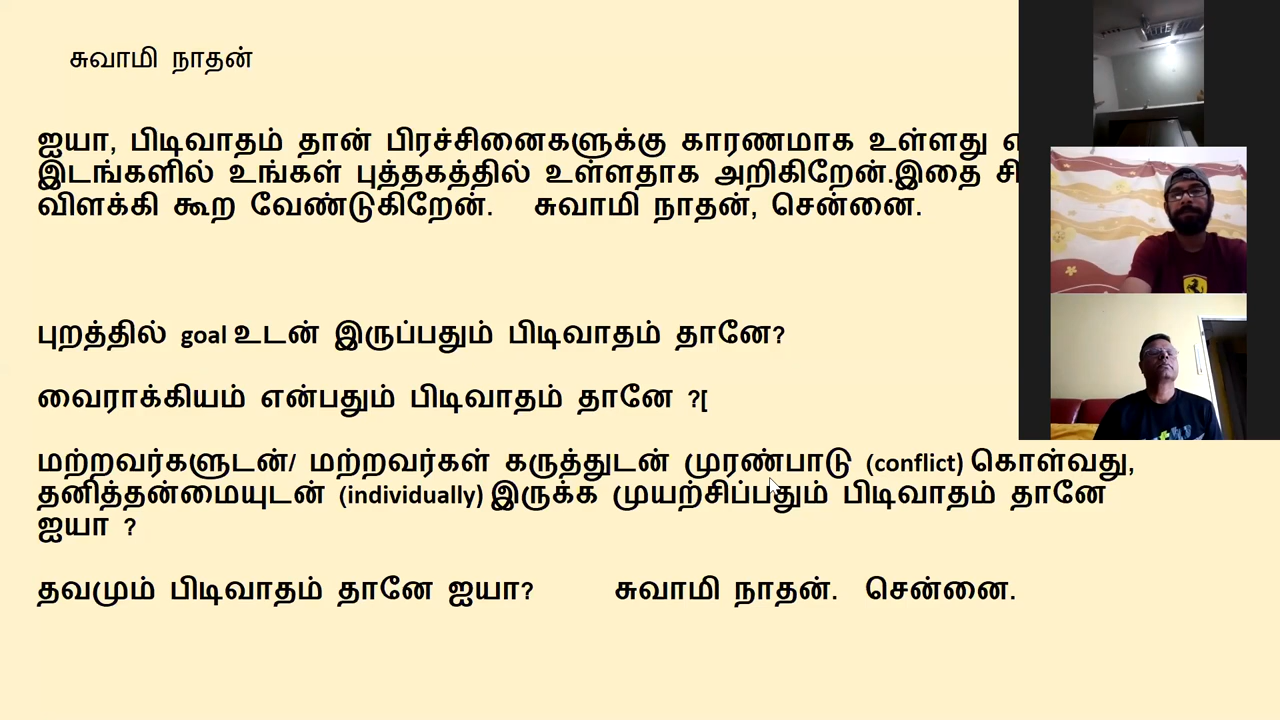 சுவாமி நாதன்
ஐயா, பிடிவாதம் தான் பிரச்சினைகளுக்கு காரணமாக உள்ளது
இடங்களில் உங்கள் புத்தகத்தில் உள்ளதாக அறிகிறேன்.இதை
விளக்கி கூற வேண்டுகிறேன். சுவாமி நாதன், சென்னை.
புறத்தில் goal உடன் இருப்பதும் பிடிவாதம் தானே?
வைராக்கியம் என்பதும் பிடிவாதம் தானே ?[
மற்றவர்களுடன்/ மற்றவர்கள் கருத்துடன் முரண்பாடு (conflict) கொள்வது,
தனித்தன்மையுடன் (individually) இருக்க முயற்சிப்பதும் பிடிவாதம் தானே
ஐயா ?
தவமும் பிடிவாதம் தானே ஐயா? சுவாமி நாதன். சென்னை.